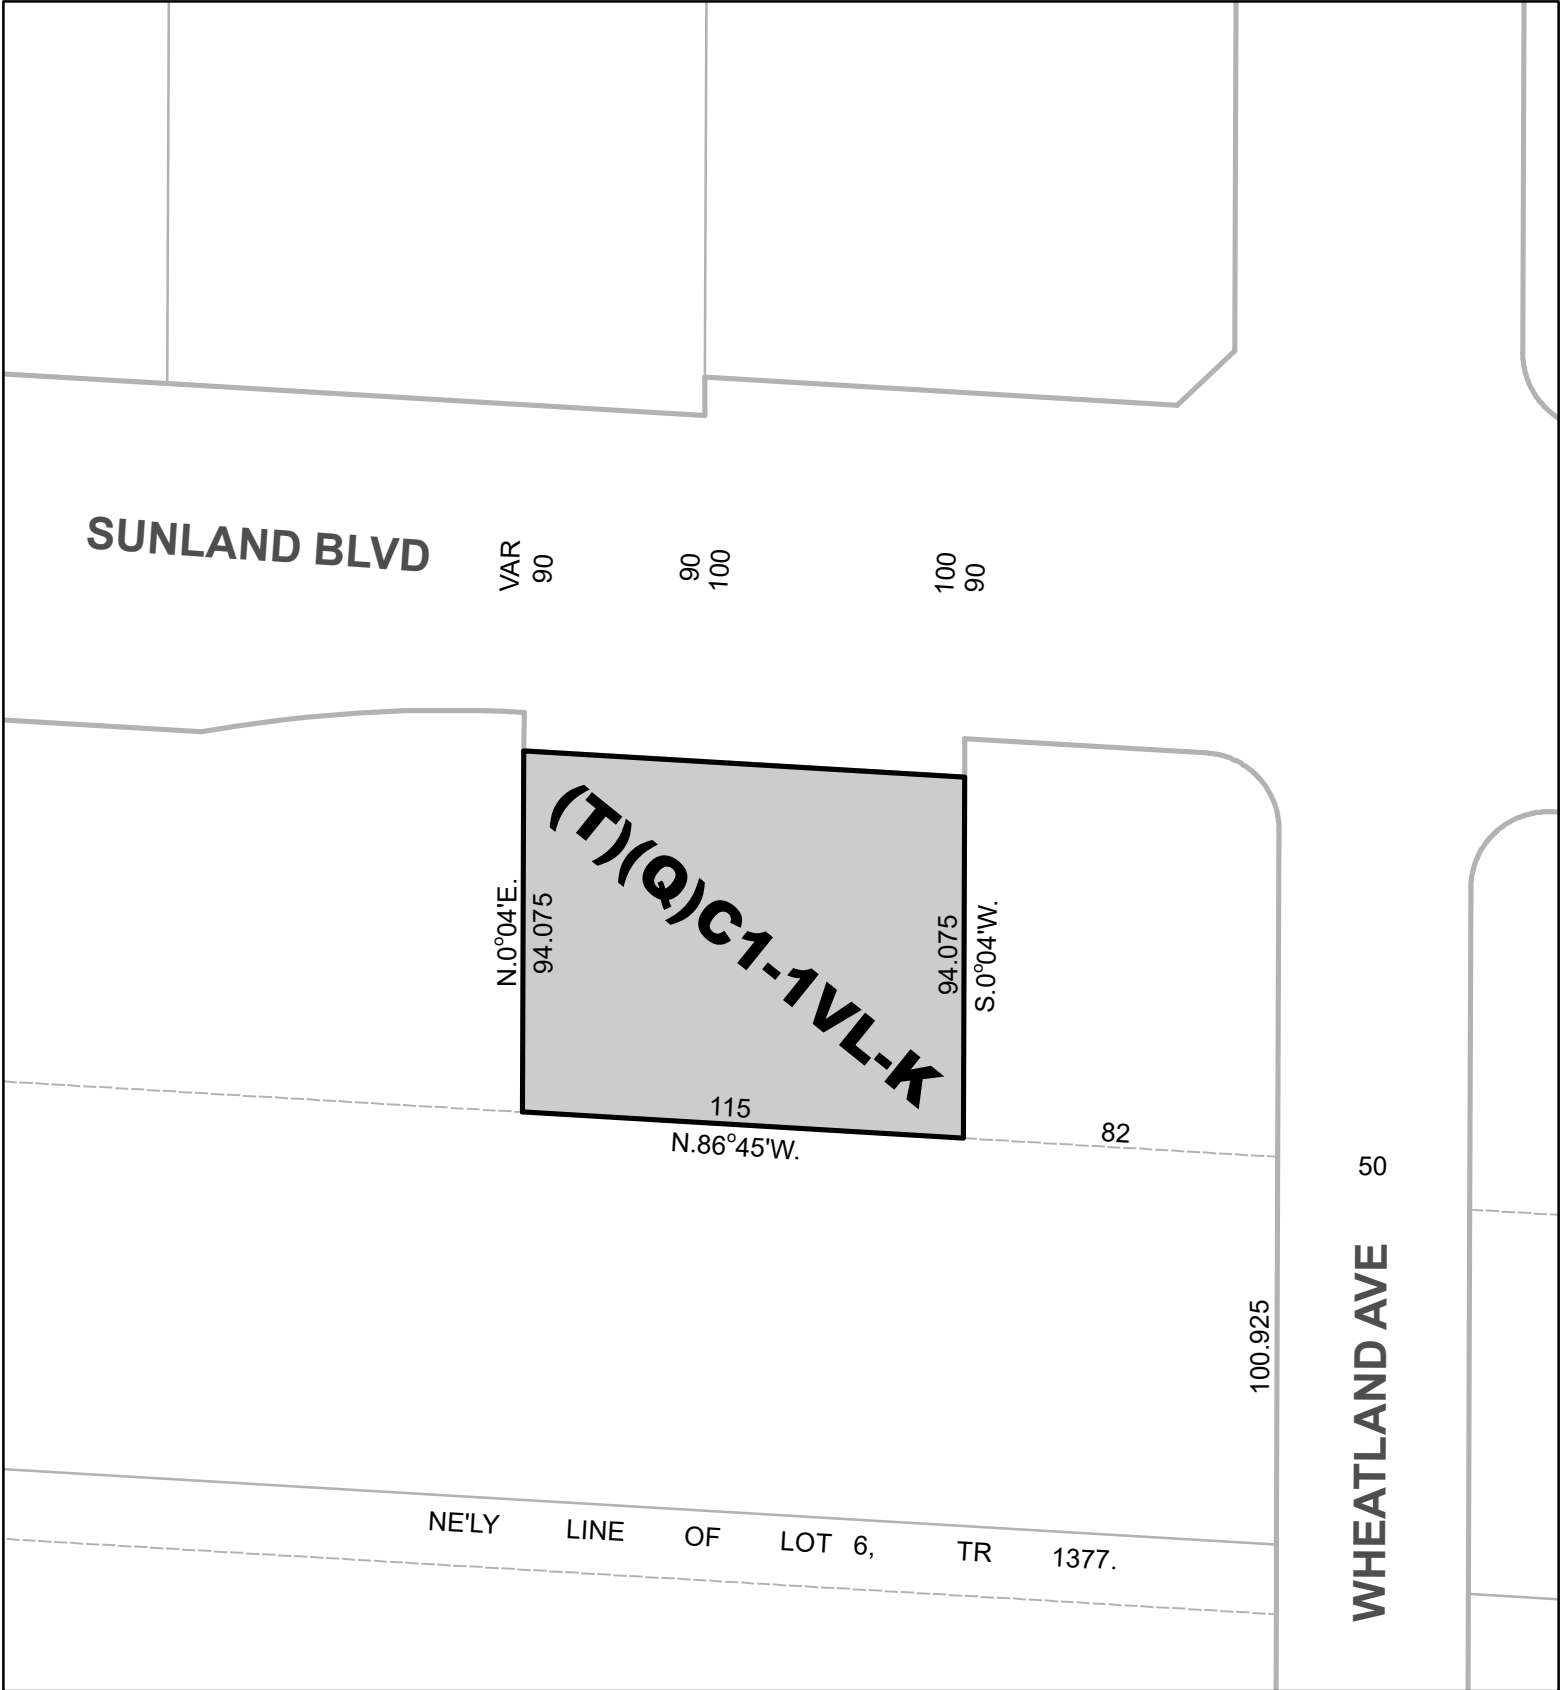 SUNLAND BLVD
VAR
90
90
100
100
90
(T)(Q)C1-1VL-K
N.0°04'E.
94.075
94.075
S.0°04'W.
115
N.86°45'W.
82
50
100.925
WHEATLAND AVE
NE'LY LINE OF LOT 6, TR 1377.